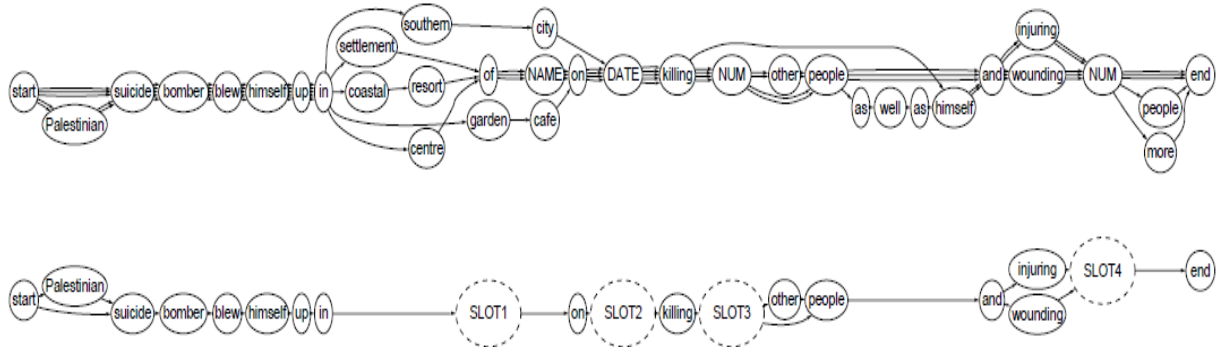 southern city
injuring
settlement
start suicide bomber blew himself up in coastal resort of NAME on DATE killing NUM other people and wounding NUM end
Palestinian garden cafe as well as himself people
centre more
Palestinian injuring SLOT4 end
start suicide bomber blew himself up in SLOT1 on SLOT2 killing SLOT3 other people and
wounding